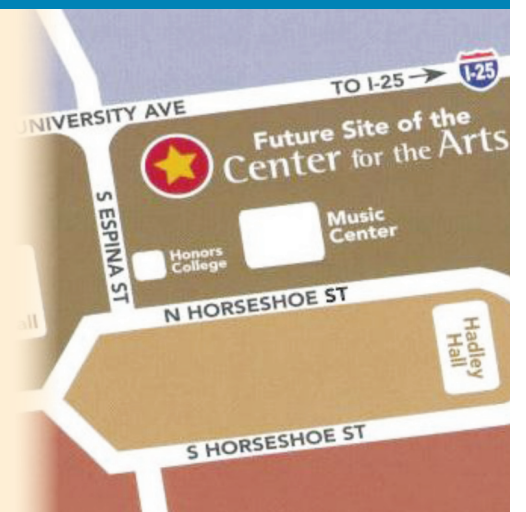 TO I-25
I-25
UNIVERSITY AVE
Future Site of the
Center for the Arts
S ESPINA ST
Music
Center
Honors
College
N HORSESHOE ST
Hadley
Hall
S HORSESHOE ST